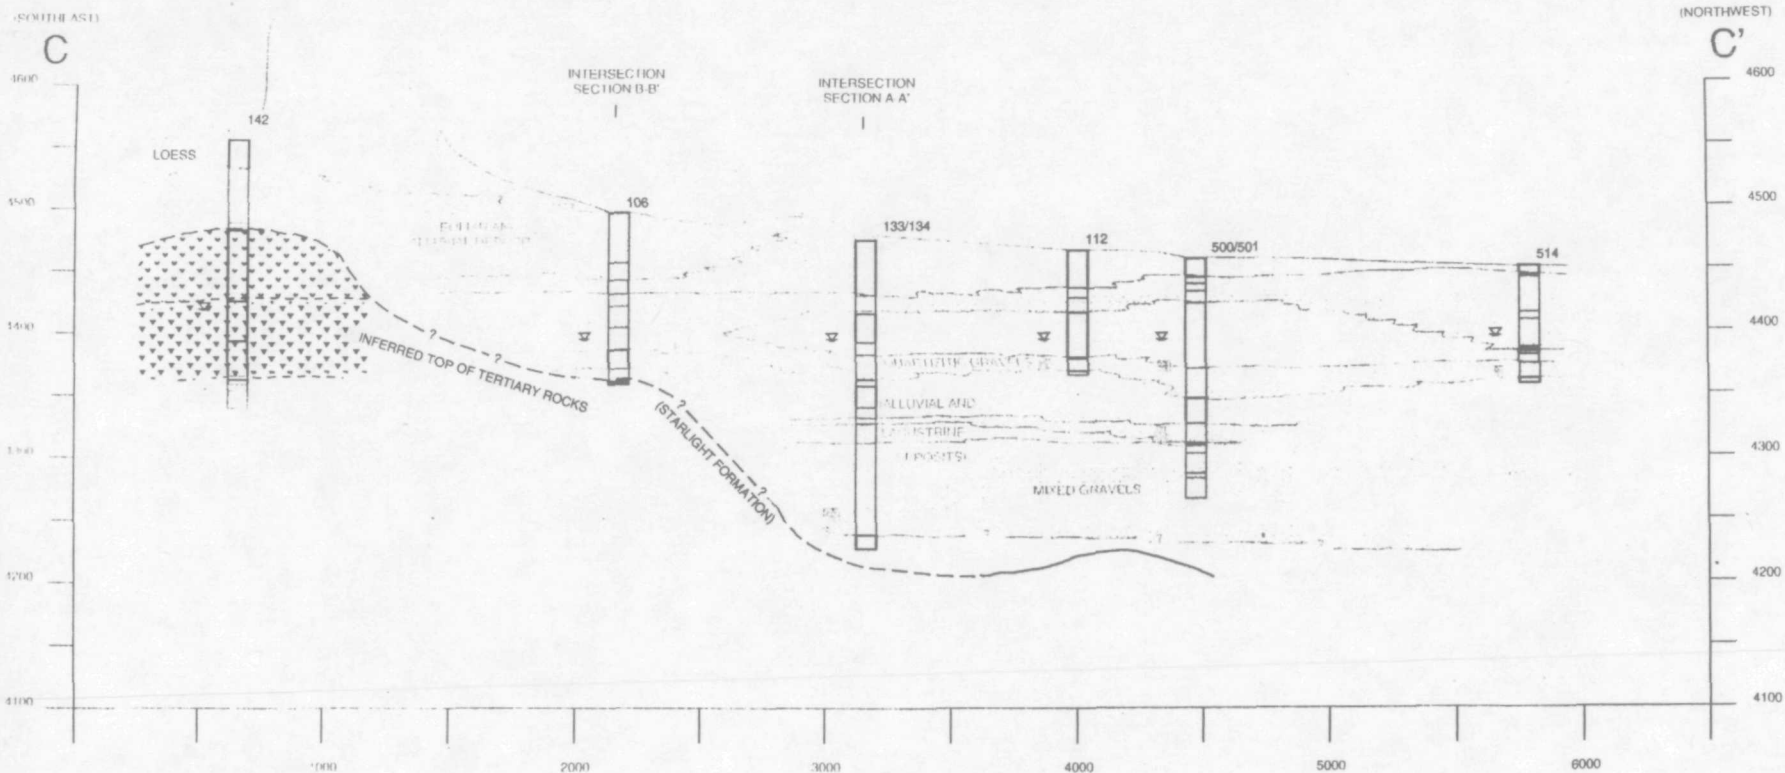 (SOUTHEAST)
(NORTHWEST)
C
C'
4600
4600
INTERSECTION
SECTION B-B'
INTERSECTION
SECTION A-A'
142
LOESS
4500
4500
106
133/134
112
500/501
514
4400
4400
?
?
INFERRED TOP OF TERTIARY ROCKS
?
(STARLIGHT FORMATION)
?
GRAVELS
ALLUVIAL AND
4300
4300
MIXED GRAVELS
?
?
?
4200
4200
4100
4100
1000
2000
3000
4000
5000
6000